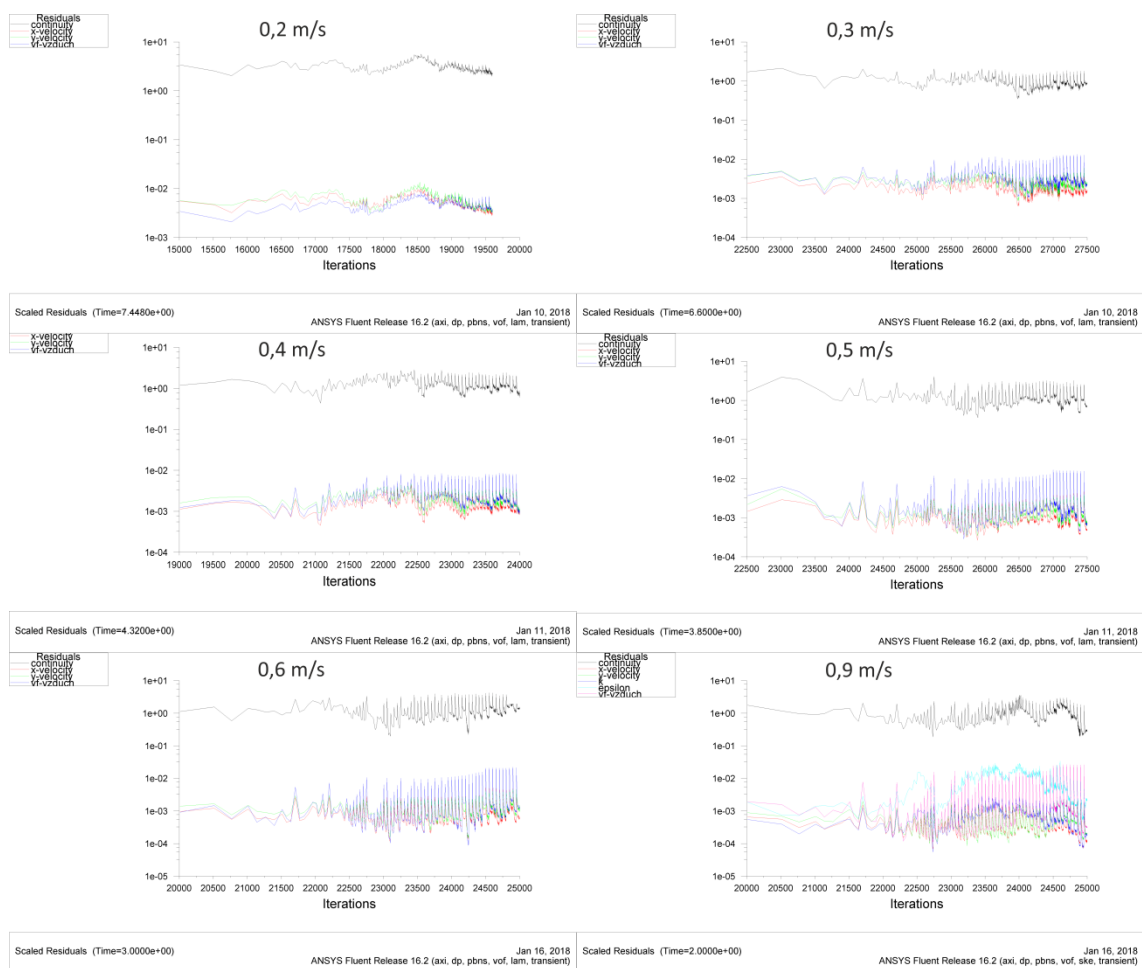 Residuals
continuity
x-velocity
y-velocity
vf-vzduch
0,2 m/s
1e+01
1e+00
1e-01
1e-02
1e-03
15000 15500 16000 16500 17000 17500 18000 18500 19000 19500 20000
Iterations
Scaled Residuals (Time=7.4480e+00)
Jan 10, 2018
ANSYS Fluent Release 16.2 (axi, dp, pbns, vof, lam, transient)
Residuals
continuity
x-velocity
y-velocity
vf-vzduch
0,3 m/s
1e+01
1e+00
1e-01
1e-02
1e-03
1e-04
22500 23000 23500 24000 24500 25000 25500 26000 26500 27000 27500
Iterations
Scaled Residuals (Time=6.6000e+00)
Jan 10, 2018
ANSYS Fluent Release 16.2 (axi, dp, pbns, vof, lam, transient)
x-velocity
y-velocity
vf-vzduch
0,4 m/s
1e+01
1e+00
1e-01
1e-02
1e-03
1e-04
19000 19500 20000 20500 21000 21500 22000 22500 23000 23500 24000
Iterations
Scaled Residuals (Time=4.3200e+00)
Jan 11, 2018
ANSYS Fluent Release 16.2 (axi, dp, pbns, vof, lam, transient)
Residuals
continuity
x-velocity
y-velocity
vf-vzduch
0,5 m/s
1e+01
1e+00
1e-01
1e-02
1e-03
1e-04
22500 23000 23500 24000 24500 25000 25500 26000 26500 27000 27500
Iterations
Scaled Residuals (Time=3.8500e+00)
Jan 11, 2018
ANSYS Fluent Release 16.2 (axi, dp, pbns, vof, lam, transient)
Residuals
continuity
x-velocity
y-velocity
vf-vzduch
0,6 m/s
1e+01
1e+00
1e-01
1e-02
1e-03
1e-04
1e-05
20000 20500 21000 21500 22000 22500 23000 23500 24000 24500 25000
Iterations
Scaled Residuals (Time=3.0000e+00)
Jan 16, 2018
ANSYS Fluent Release 16.2 (axi, dp, pbns, vof, lam, transient)
Residuals
continuity
x-velocity
y-velocity
k
epsilon
vf-vzduch
0,9 m/s
1e+01
1e+00
1e-01
1e-02
1e-03
1e-04
1e-05
20000 20500 21000 21500 22000 22500 23000 23500 24000 24500 25000
Iterations
Scaled Residuals (Time=2.0000e+00)
Jan 16, 2018
ANSYS Fluent Release 16.2 (axi, dp, pbns, vof, ske, transient)